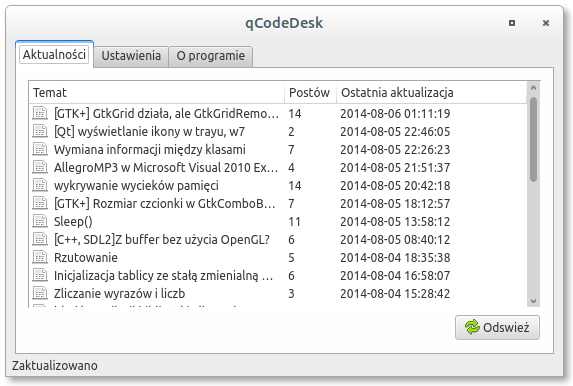 qCodeDesk
Aktualności Ustawienia O programie
Temat Postów Ostatnia aktualizacja
[GTK+] GtkGrid działa, ale GtkGridRemo... 14 2014-08-06 01:11:19
[Qt] wyświetlanie ikony w trayu, w7 2 2014-08-05 22:46:05
Wymiana informacji między klasami 7 2014-08-05 22:26:23
AllegroMP3 w Microsoft Visual 2010 Ex... 4 2014-08-05 21:51:37
wykrywanie wycieków pamięci 14 2014-08-05 20:42:18
[GTK+] Rozmiar czcionki w GtkComboB... 7 2014-08-05 18:12:57
Sleep() 11 2014-08-05 13:58:12
[C++, SDL2]Z buffer bez użycia OpenGL? 6 2014-08-05 08:40:12
Rzutowanie 5 2014-08-04 18:35:38
Inicjalizacja tablicy ze stałą zmienialną ... 6 2014-08-04 16:58:07
Zliczanie wyrazów i liczb 3 2014-08-04 15:28:42
Odswież
Zaktualizowano